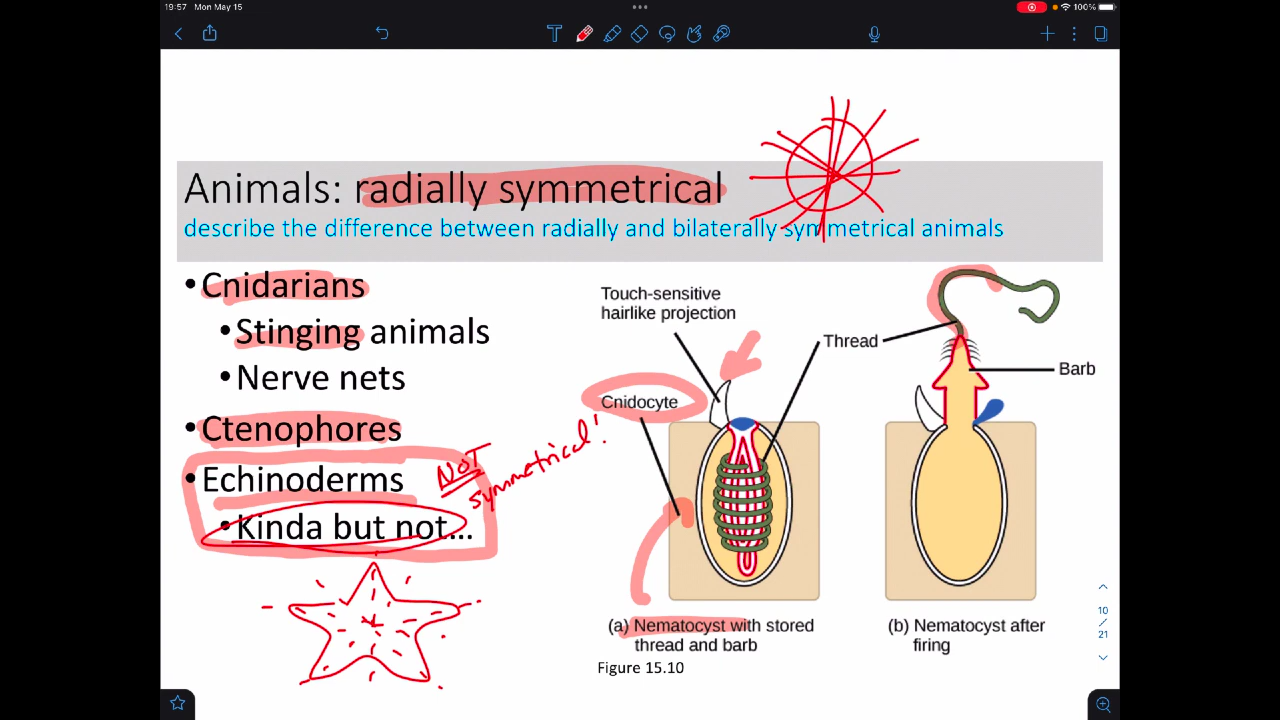 19:57 Mon May 15
100%
T
Animals: radially symmetrical
describe the difference between radially and bilaterally symmetrical animals
•Cnidarians
•Stinging animals
•Nerve nets
•Ctenophores
•Echinoderms
•Kinda but not…
NOT
symmetrical!
Touch-sensitive
hairlike projection
Thread
Barb
Cnidocyte
(a) Nematocyst with stored
thread and barb
(b) Nematocyst after
firing
Figure 15.10
10
/
21